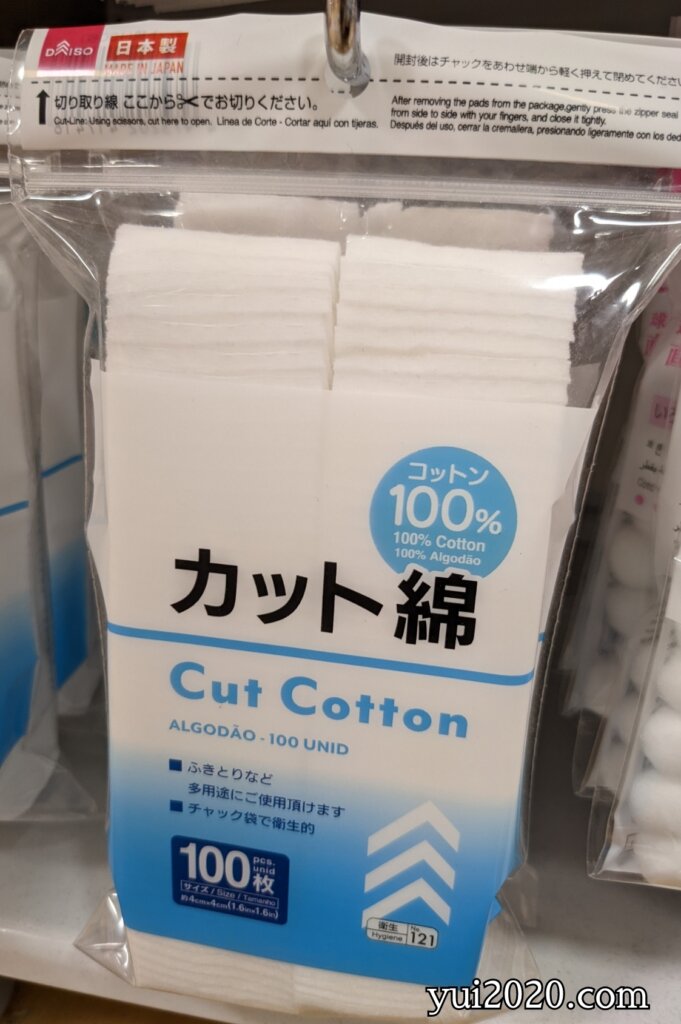 DAISO
日本製
MADE IN JAPAN
切り取り線 ここから✂でお切りください。
Cut-Line: Using scissors, cut here to open. Línea de Corte - Cortar aquí con tijeras.
開封後はチャックをあわせ端から軽く押えて閉めてくださ
After removing the pads from the package,gently press the zipper seal
from side to side with your fingers, and close it tightly.
Después del uso, cerrar la cremallera, presionando ligeramente con los ded
コットン
100%
100% Cotton
100% Algodão
カット綿
Cut Cotton
ALGODÃO - 100 UNID
■ ふきとりなど
多用途にご使用頂けます
■ チャック袋で衛生的
100 pcs. unid 枚
サイズ / Size / Tamanho
約4cm×4cm(1.6in×1.6in)
衛生
Hygiene
No. 121
yui2020.com